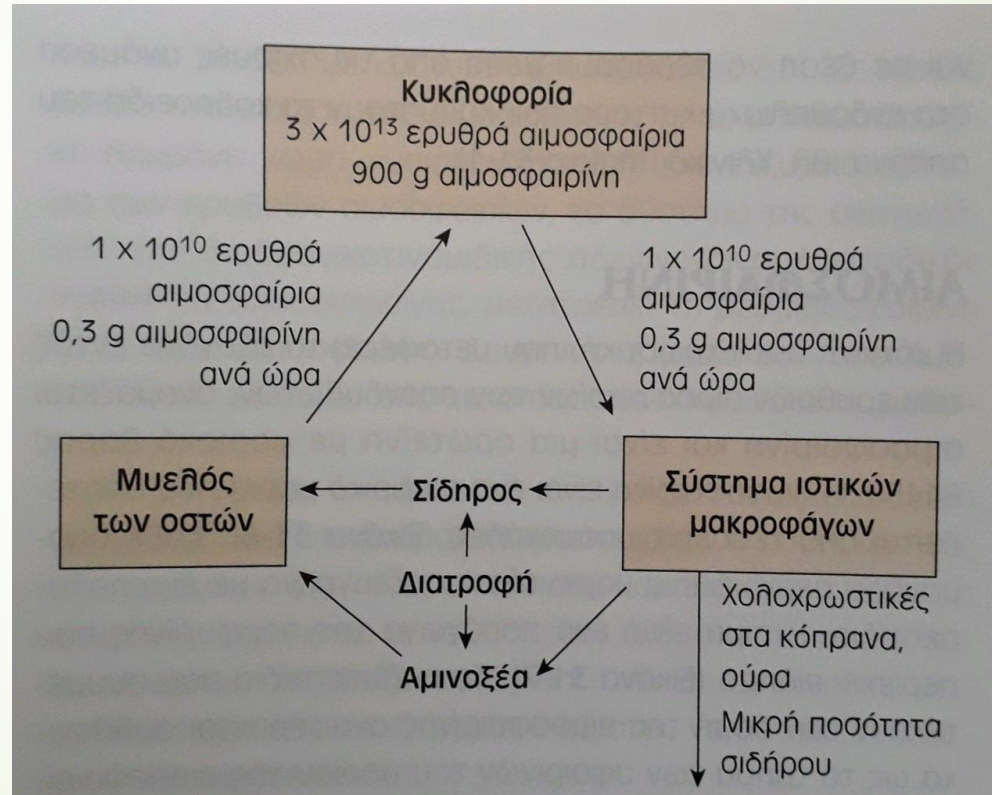 Κυκλοφορία
3 x 10¹³ ερυθρά αιμοσφαίρια
900 g αιμοσφαιρίνη
1 x 10¹⁰ ερυθρά
αιμοσφαίρια
0,3 g αιμοσφαιρίνη
ανά ώρα
1 x 10¹⁰ ερυθρά
αιμοσφαίρια
0,3 g αιμοσφαιρίνη
ανά ώρα
Μυελός
των οστών
Σίδηρος
Σύστημα ιστικών
μακροφάγων
Διατροφή
Αμινοξέα
Χολοχρωστικές
στα κόπρανα,
ούρα
Μικρή ποσότητα
σιδήρου